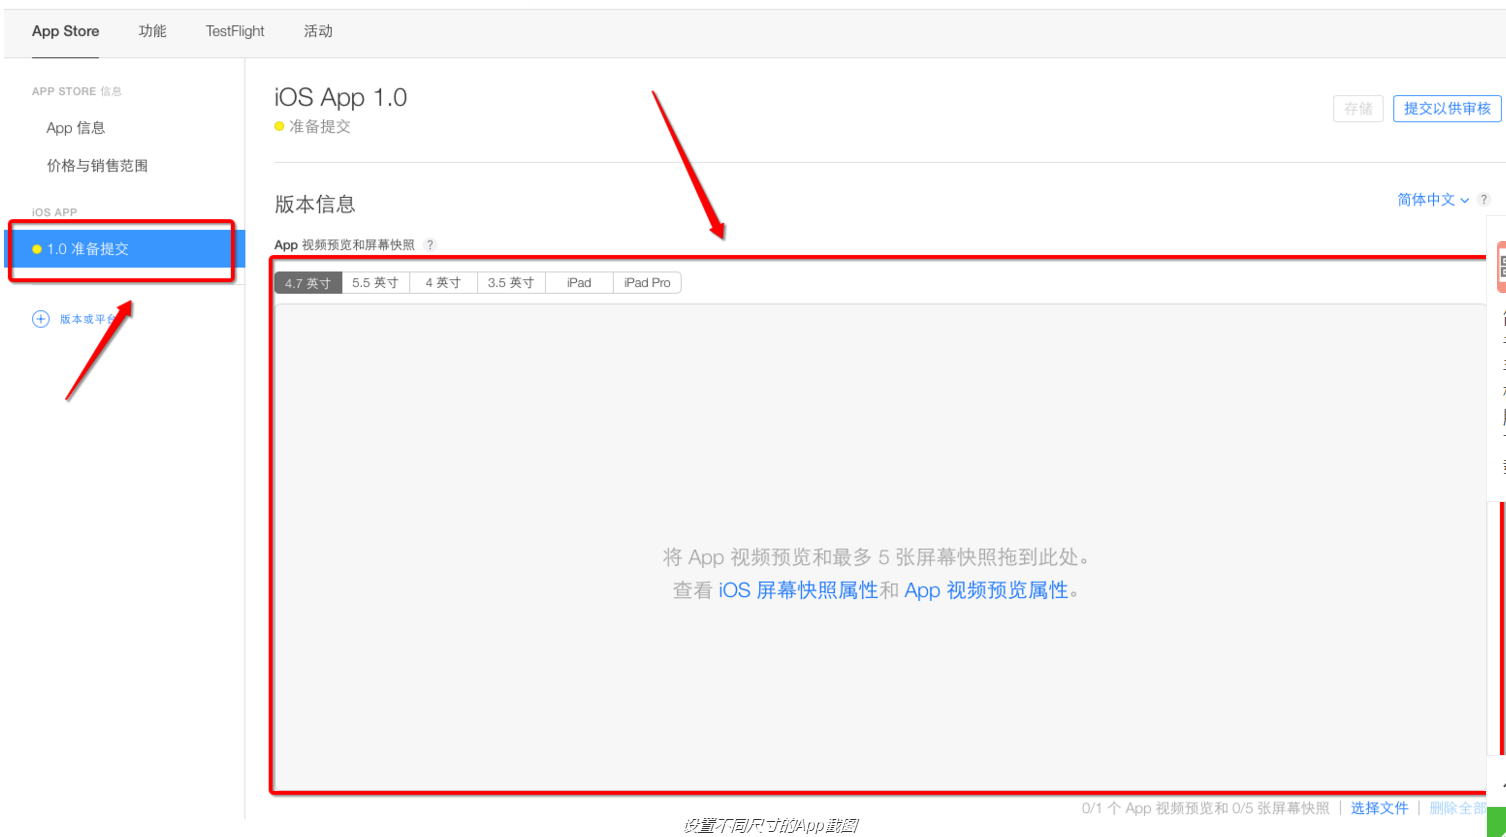 App Store 功能 TestFlight 活动
APP STORE 信息
App 信息
价格与销售范围
iOS APP
1.0 准备提交
版本或平台
iOS App 1.0
准备提交
存储 提交以供审核
版本信息
简体中文 ?
App 视频预览和屏幕快照 ?
4.7 英寸 5.5 英寸 4 英寸 3.5 英寸 iPad iPad Pro
将 App 视频预览和最多 5 张屏幕快照拖到此处。
查看 iOS 屏幕快照属性和 App 视频预览属性。
0/1 个 App 视频预览和 0/5 张屏幕快照 | 选择文件 | 删除全部
设置不同尺寸的App截图